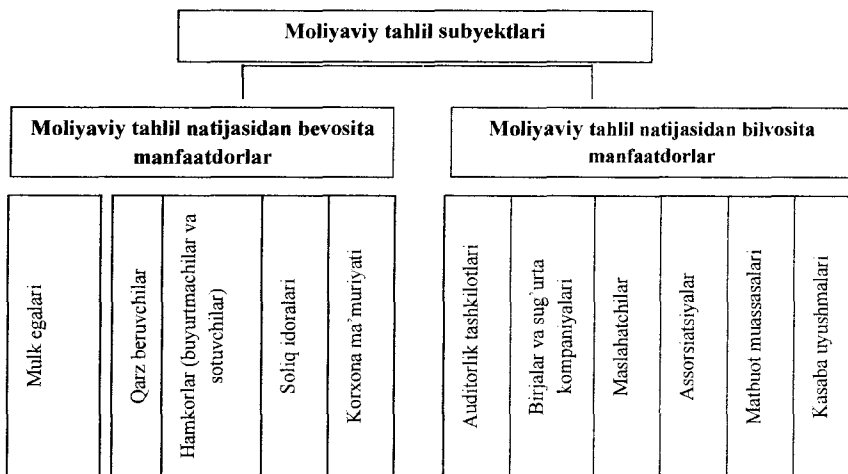 Moliyaviy tahlil subyektlari
Moliyaviy tahlil natijasidan bevosita
manfaatdorlar
Moliyaviy tahlil natijasidan bilvosita
manfaatdorlar
Mulk egalari
Qarz beruvchilar
Hamkorlar (buyurtmachilar va
sotuvchilar)
Soliq idoralari
Korxona ma`muriyati
Auditorlik tashkilotlari
Birjalar va sug`urta
kompaniyalari
Maslahatchilar
Assorsiatsiyalar
Matbuot muassasalari
Kasaba uyushmalari